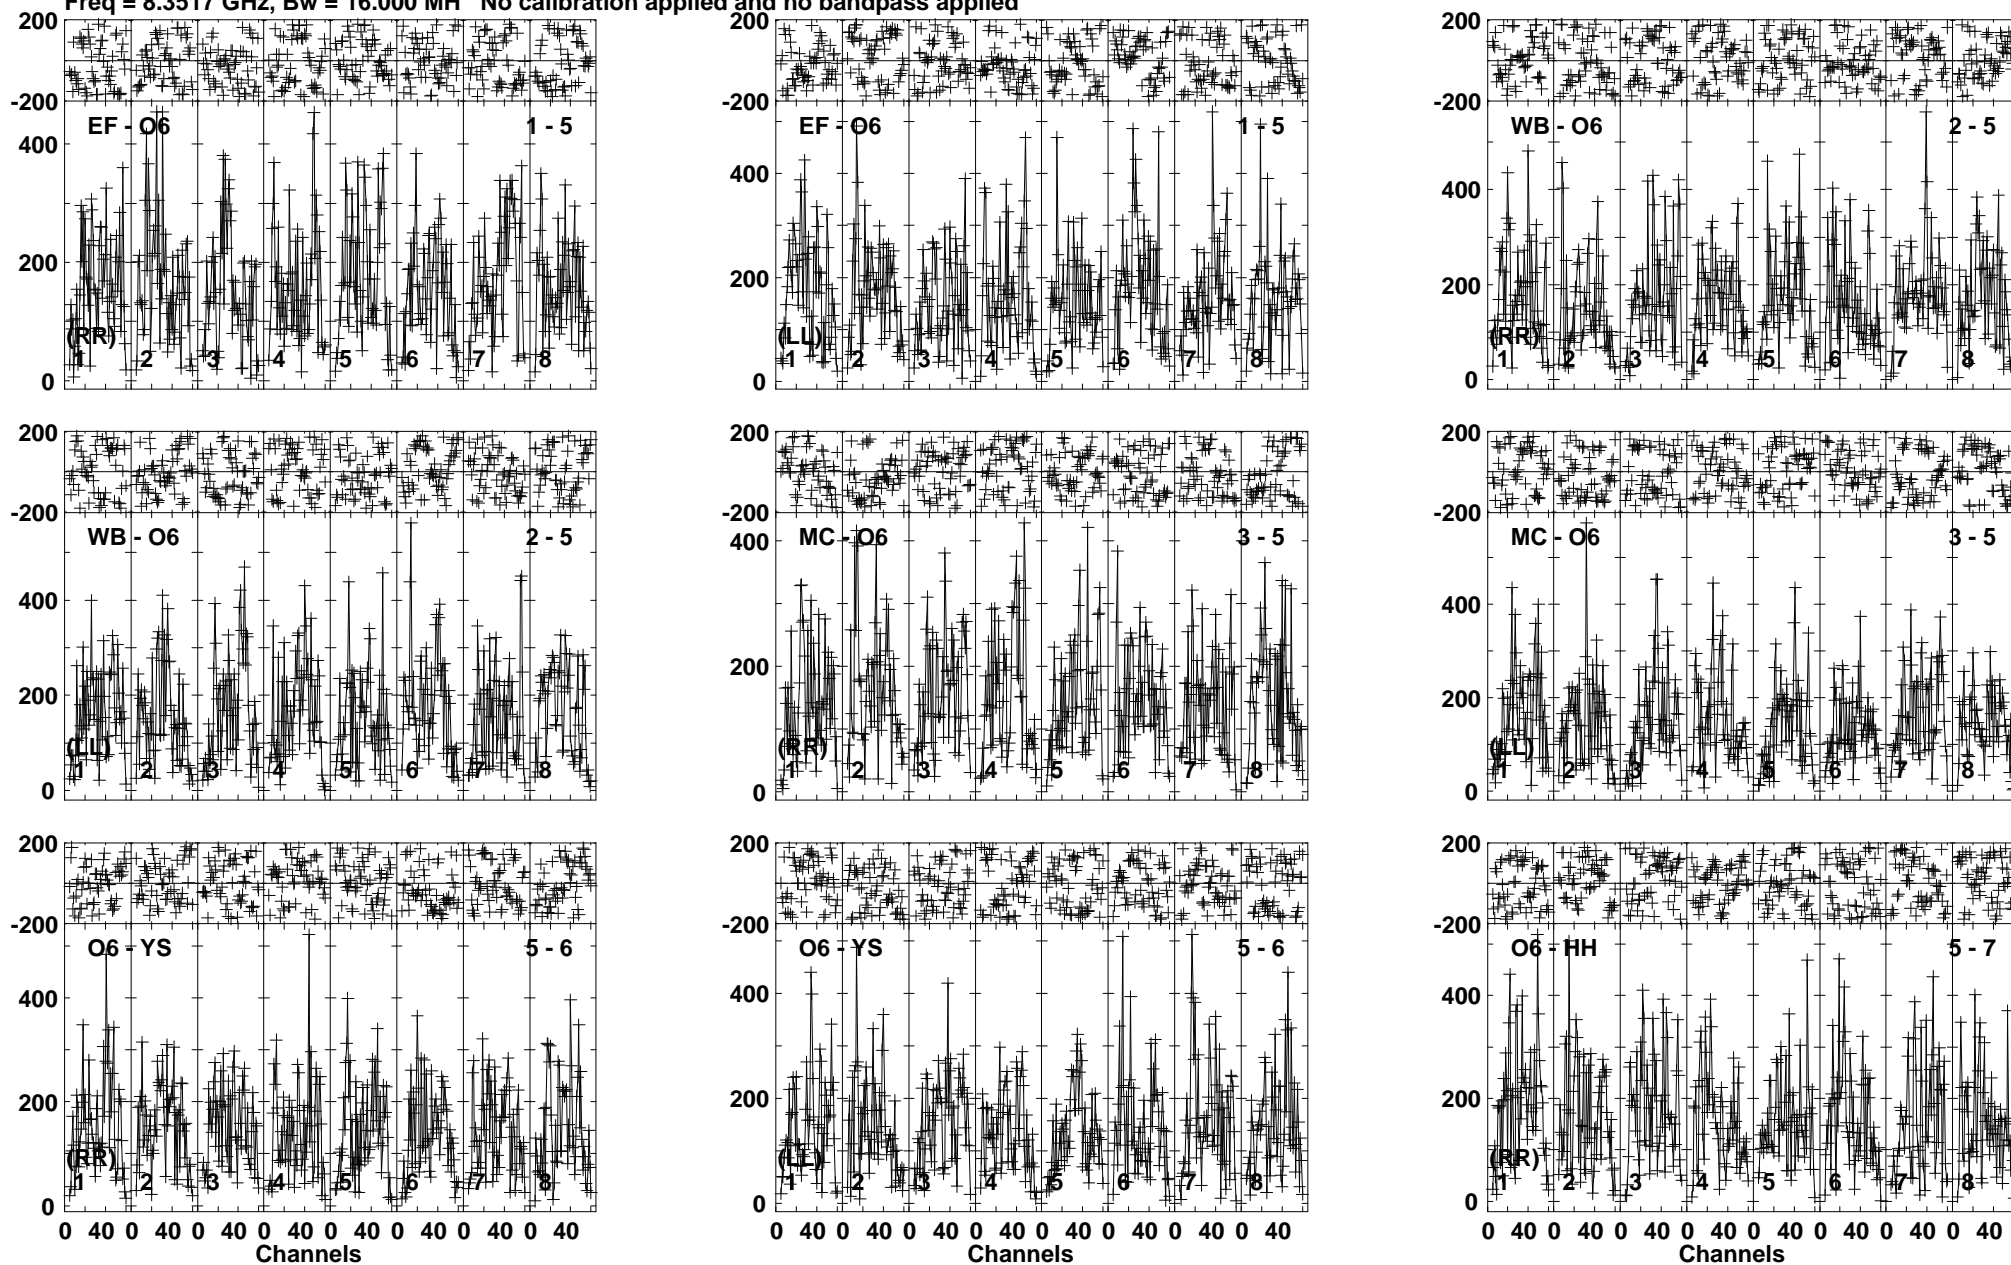 Freq = 8.3517 GHz, Bw = 16.000 MH No calibration applied and no bandpass applied
200 200 200
-200 -200 -200
EF - O6 1 - 5 EF - O6 1 - 5 WB - O6 2 - 5
400 400 400
200 200 200
(RR) (LL) (RR)
1 2 3 4 5 6 7 8 1 2 3 4 5 6 7 8 1 2 3 4 5 6 7 8
0 0 0
200 200 200
-200 -200 -200
WB - O6 2 - 5 MC - O6 3 - 5 MC - O6 3 - 5
400 400 400
200 200 200
(LL) (RR) (LL)
1 2 3 4 5 6 7 8 1 2 3 4 5 6 7 8 1 2 3 4 5 6 7 8
0 0 0
200 200 200
-200 -200 -200
O6 - YS 5 - 6 O6 - YS 5 - 6 O6 - HH 5 - 7
400 400 400
200 200 200
(RR) (LL) (RR)
1 2 3 4 5 6 7 8 1 2 3 4 5 6 7 8 1 2 3 4 5 6 7 8
0 0 0
0 40 0 40 0 40 0 40 0 40 0 40 0 40 0 40 0 40 0 40 0 40 0 40 0 40 0 40 0 40 0 40 0 40 0 40 0 40 0 40 0 40 0 40 0 40 0 40
Channels Channels Channels